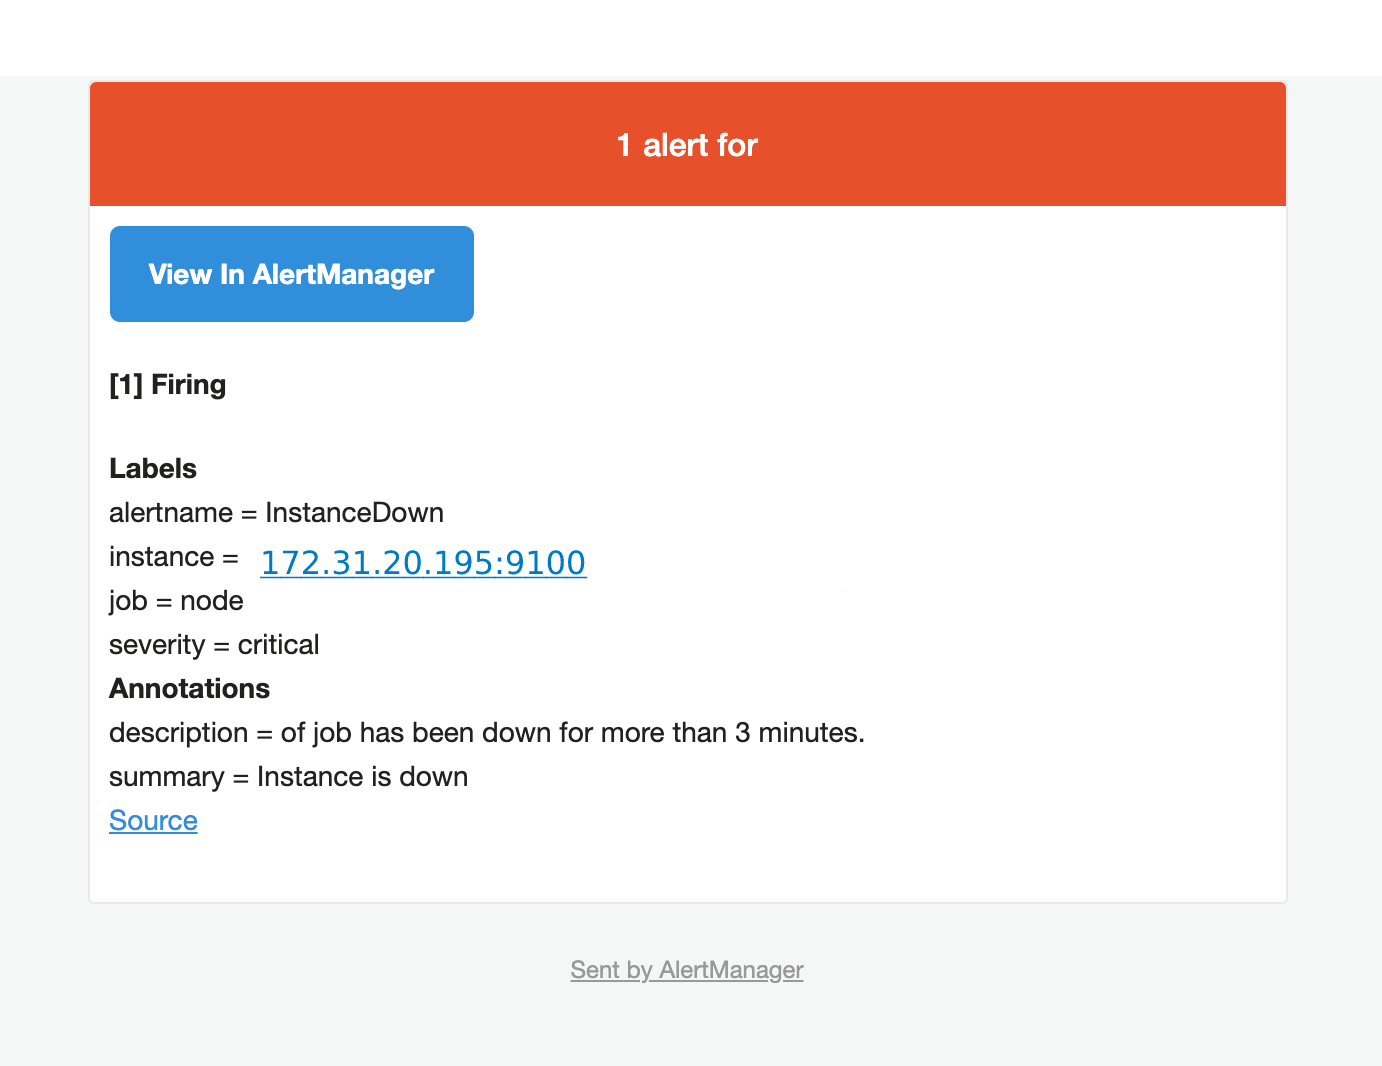 1 alert for
View In AlertManager
[1] Firing
Labels
alertname = InstanceDown
instance = 172.31.20.195:9100
job = node
severity = critical
Annotations
description = of job has been down for more than 3 minutes.
summary = Instance is down
Source
Sent by AlertManager